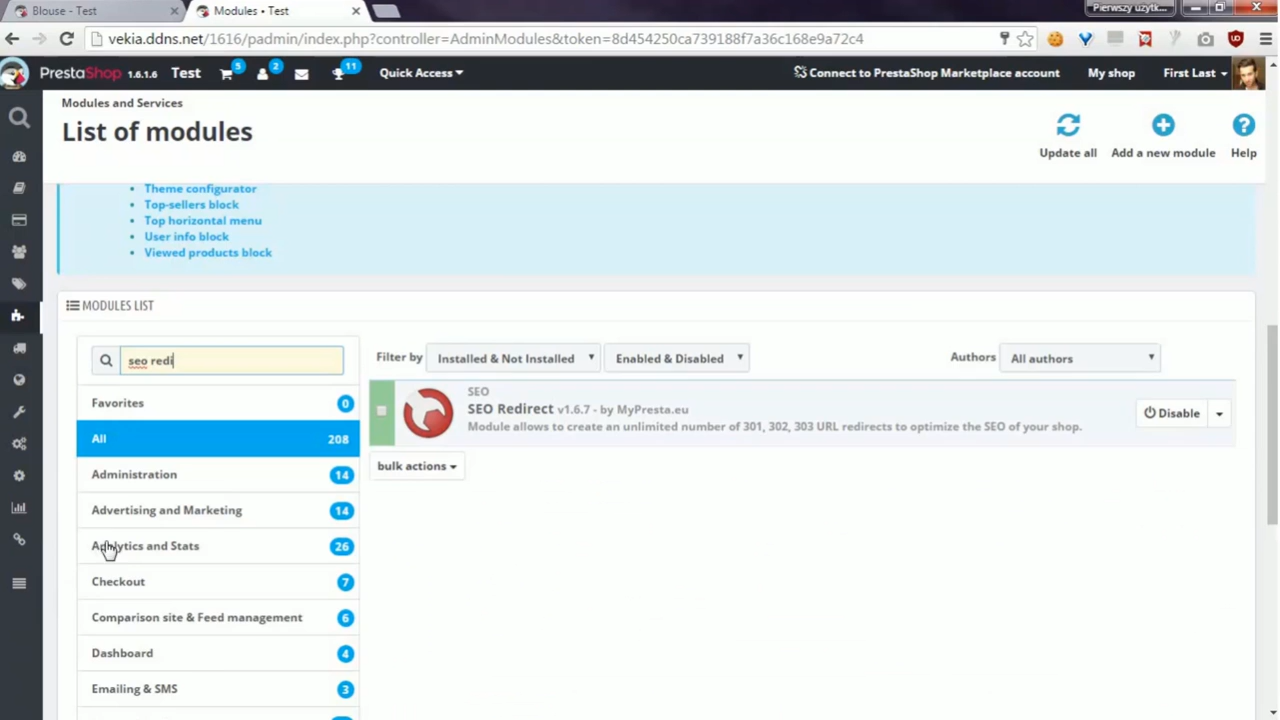 Blouse - Test
Modules • Test
Pierwszy użytk...
vekia.ddns.net/1616/padmin/index.php?controller=AdminModules&token=8d454250ca739188f7a36c168e9a72c4
PrestaShop 1.6.1.6 Test 5 2 11 Quick Access Connect to PrestaShop Marketplace account My shop First Last
Modules and Services
List of modules
Update all Add a new module Help
Theme configurator
Top-sellers block
Top horizontal menu
User info block
Viewed products block
MODULES LIST
seo redi
Filter by Installed & Not Installed Enabled & Disabled Authors All authors
SEO
SEO Redirect v1.6.7 - by MyPresta.eu
Module allows to create an unlimited number of 301, 302, 303 URL redirects to optimize the SEO of your shop.
Disable
bulk actions
Favorites 0
All 208
Administration 14
Advertising and Marketing 14
Analytics and Stats 26
Checkout 7
Comparison site & Feed management 6
Dashboard 4
Emailing & SMS 3